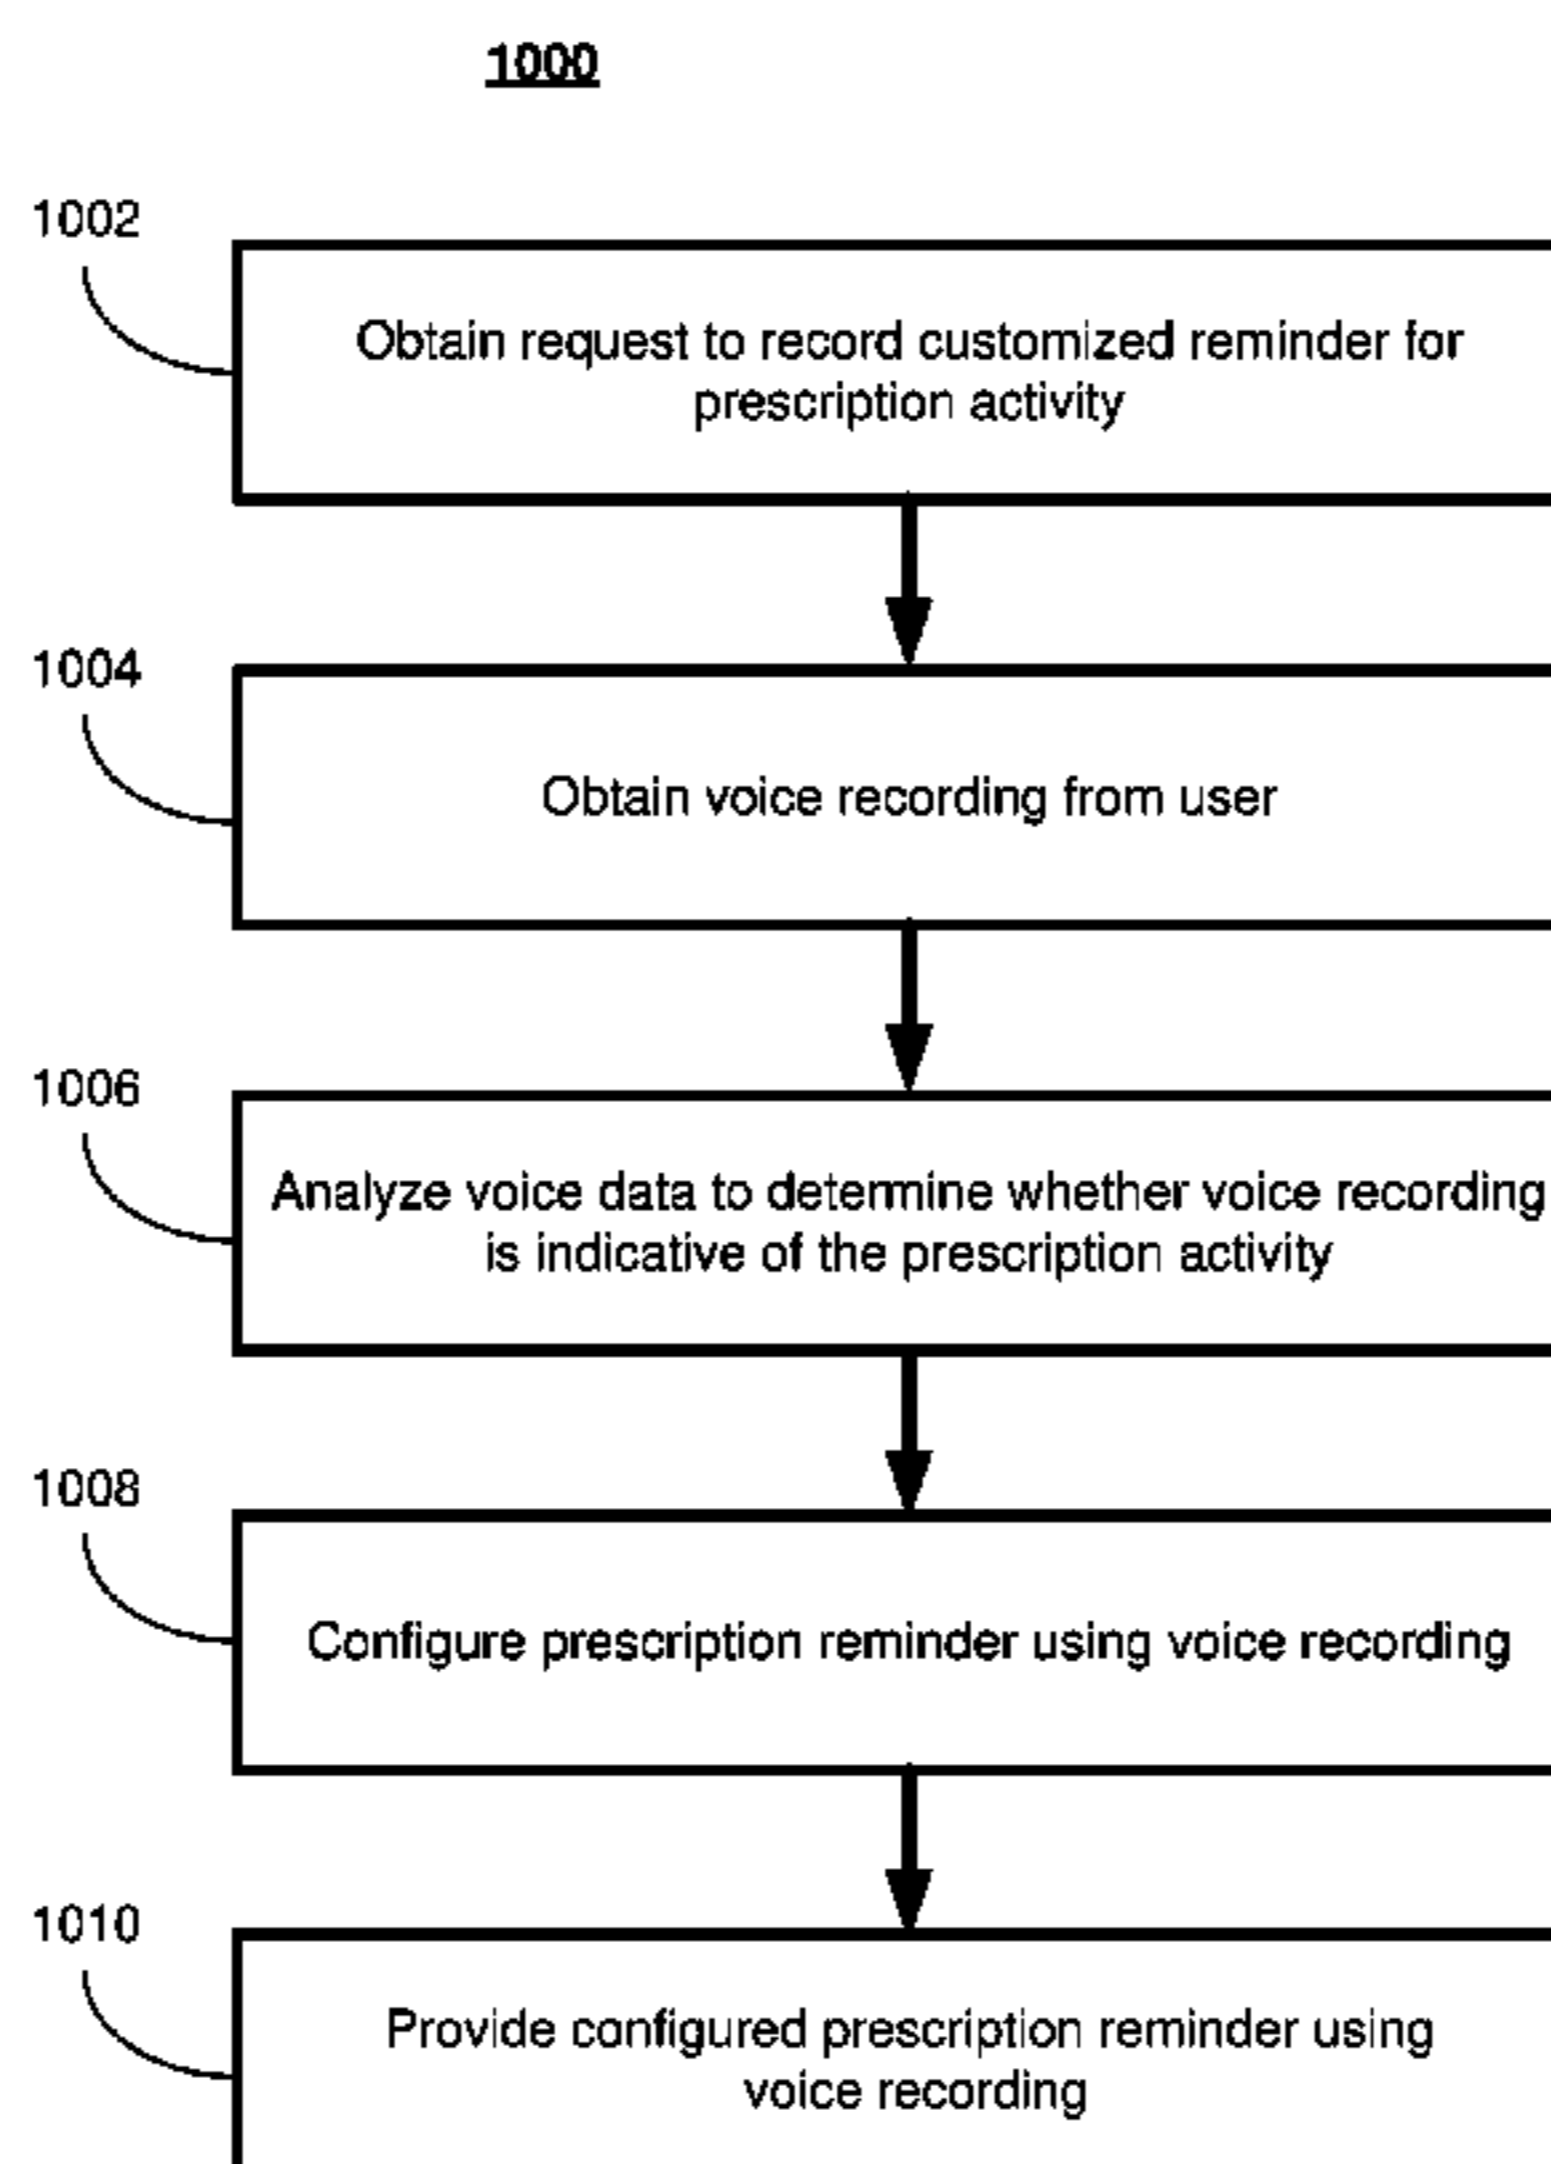 1000
1002
Obtain request to record customized reminder for
prescription activity
1004
Obtain voice recording from user
1006
Analyze voice data to determine whether voice recording
is indicative of the prescription activity
1008
Configure prescription reminder using voice recording
1010
Provide configured prescription reminder using
voice recording